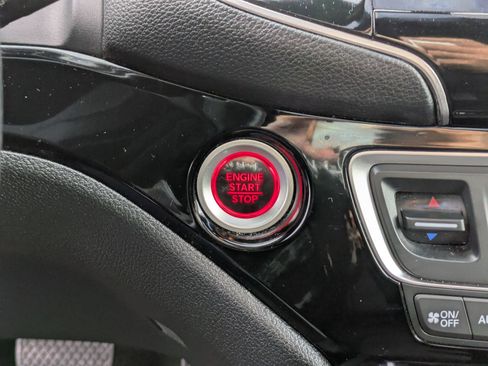 ENGINE
START
STOP
ON/
OFF